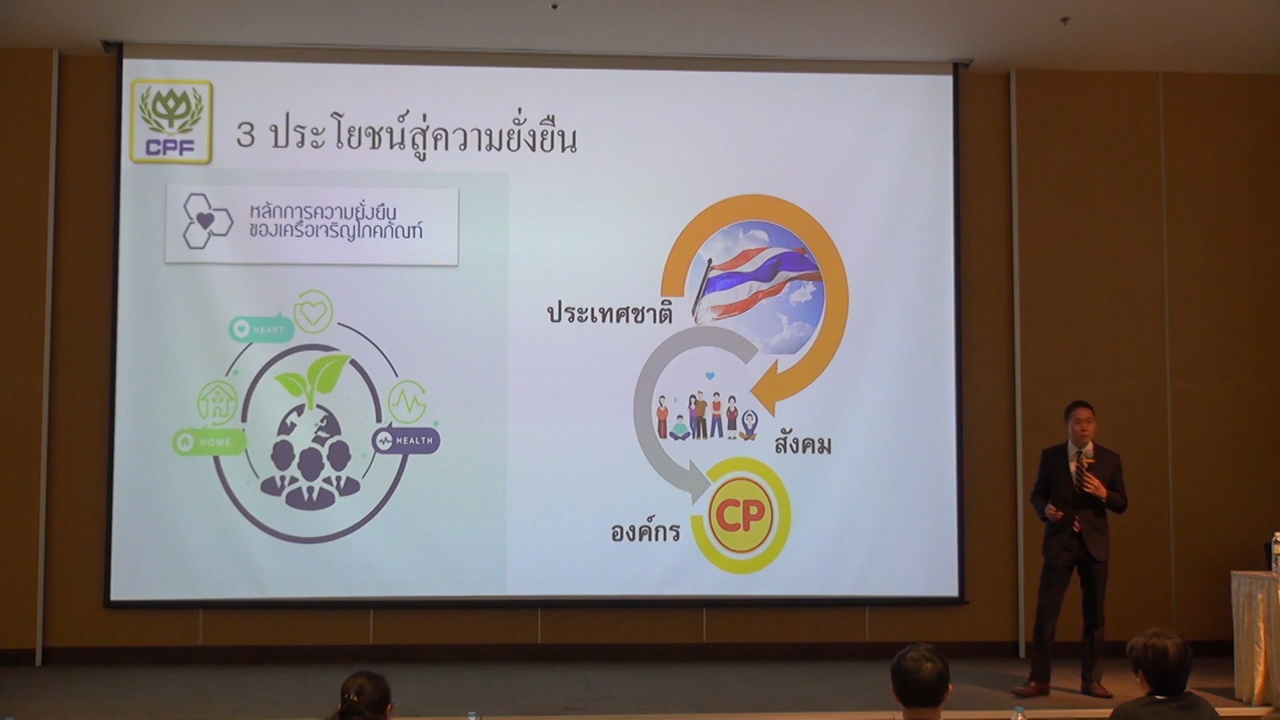 CPF
3 ประโยชน์สู่ความยั่งยืน
หลักการความยั่งยืน
ของเครือเจริญโภคภัณฑ์
HEART
HOME
HEALTH
ประเทศชาติ
สังคม
องค์กร
CP